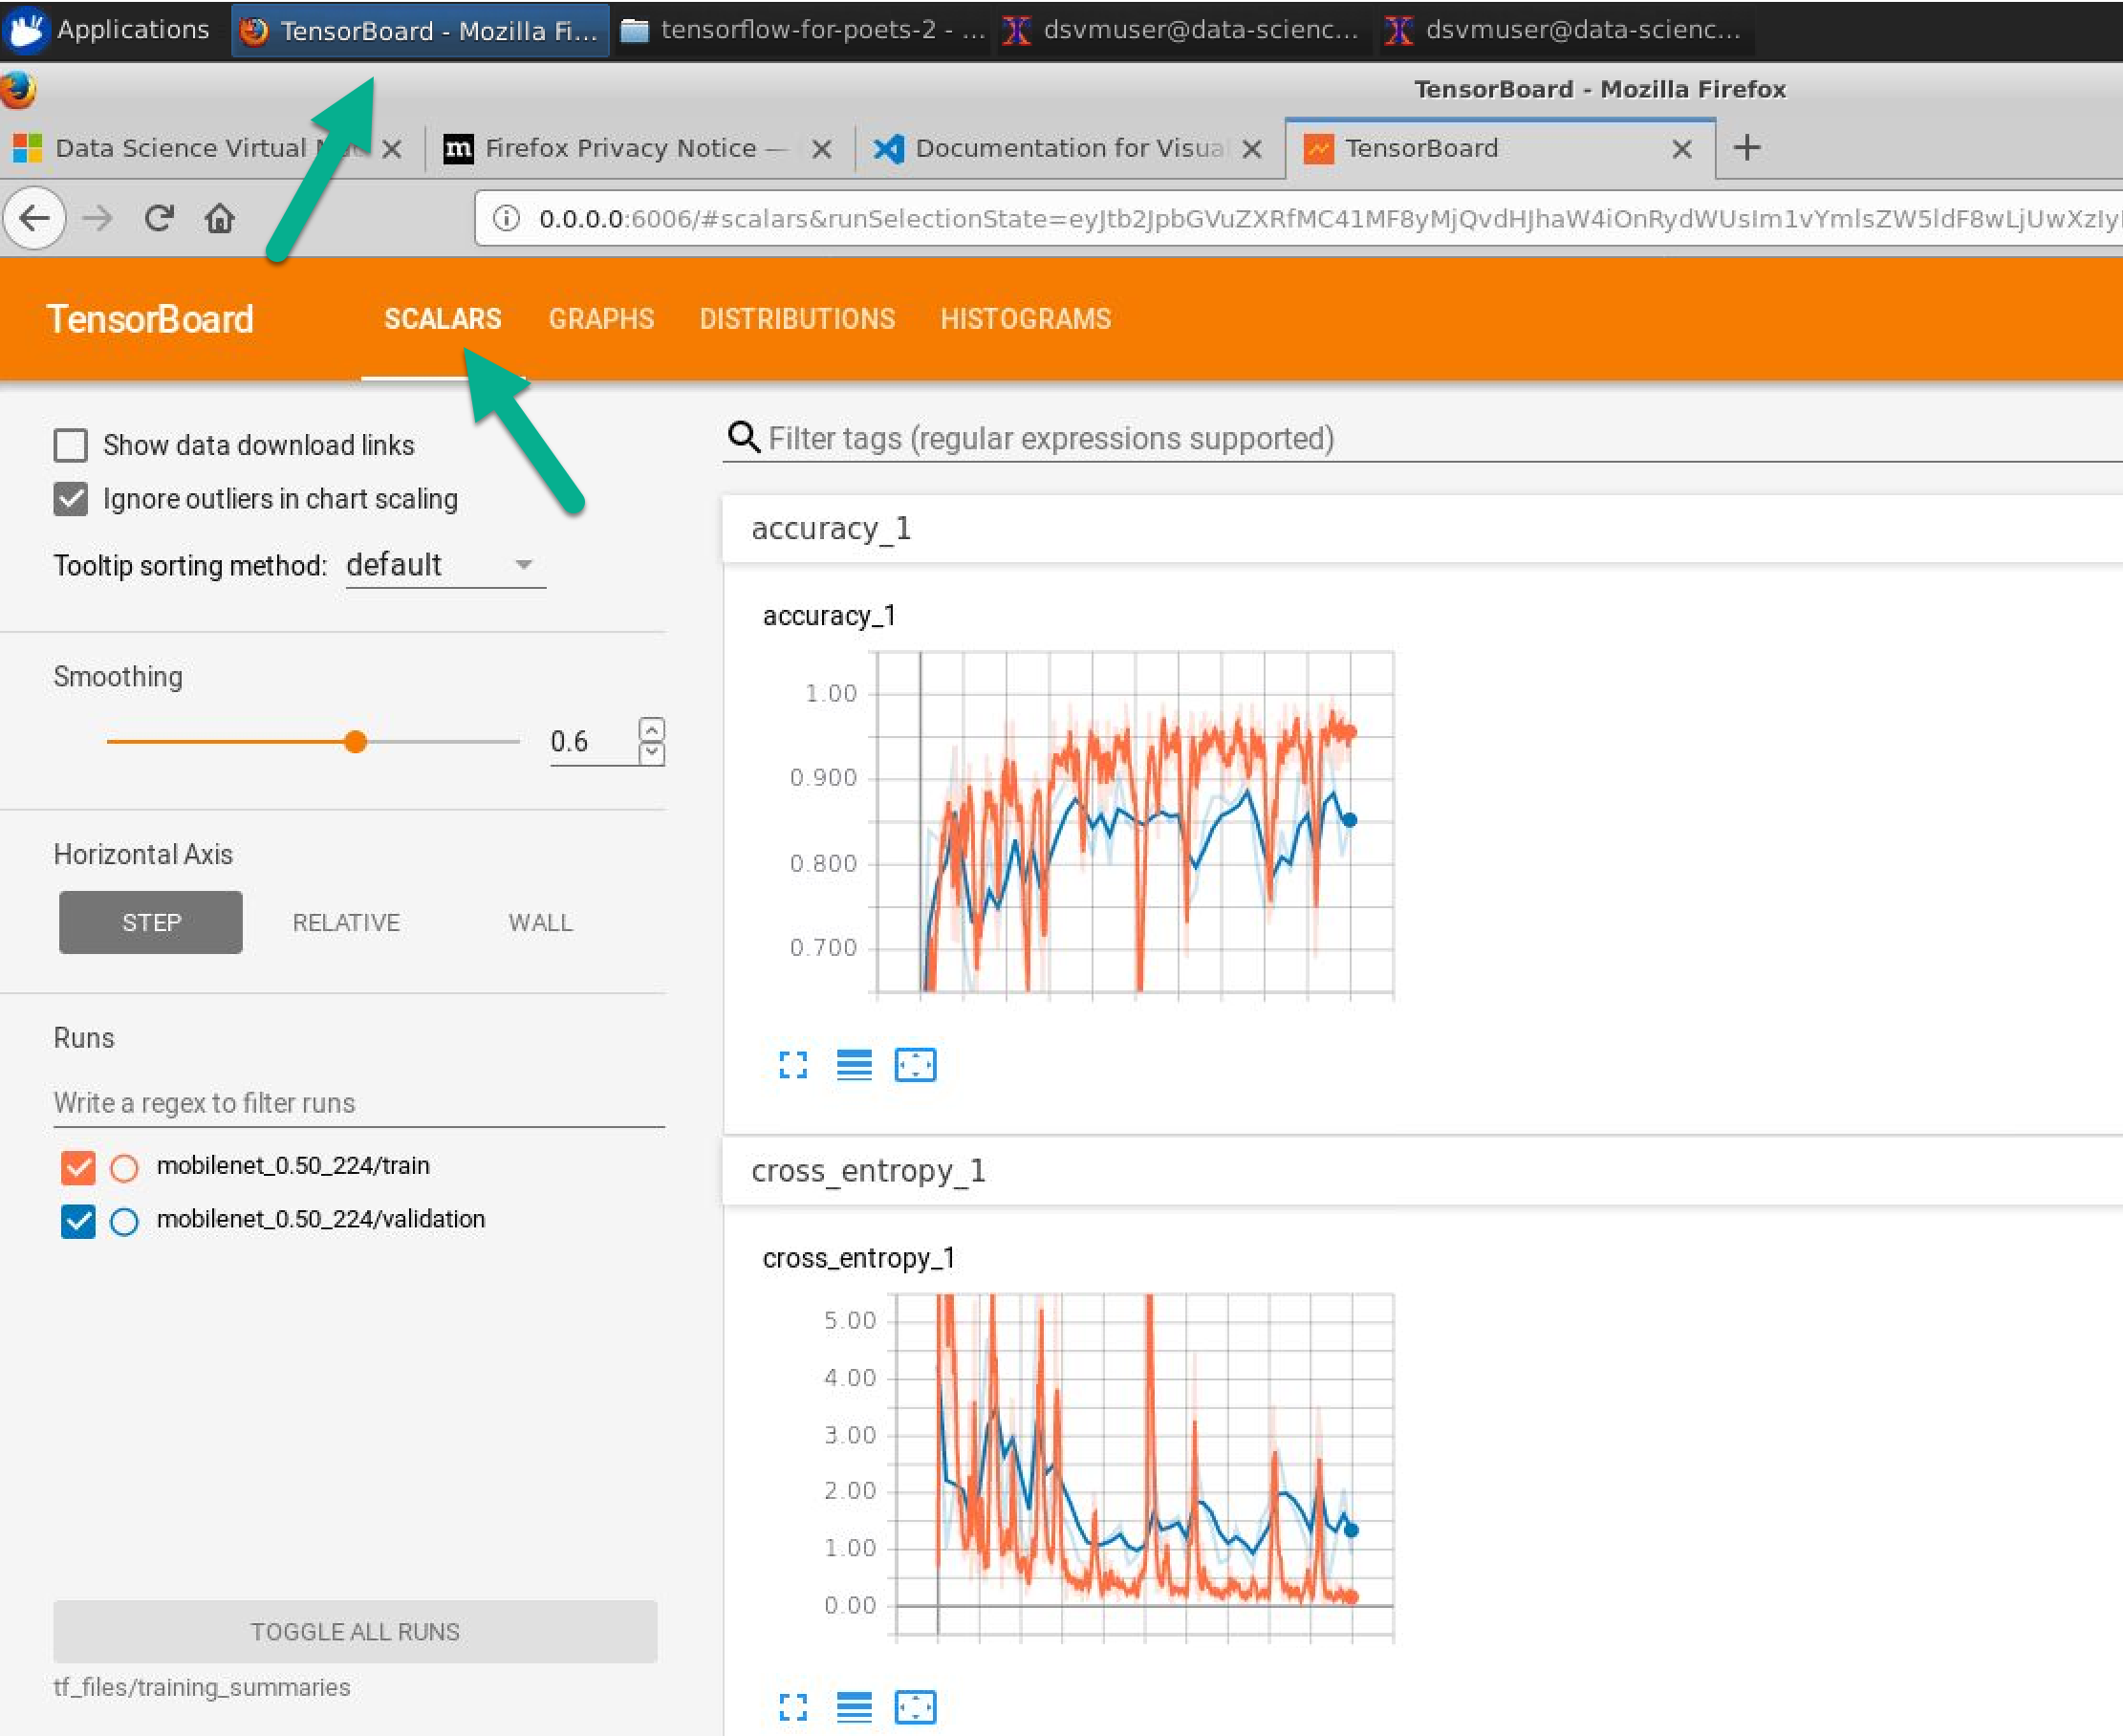 Applications TensorBoard - Mozilla Fi... tensorflow-for-poets-2 - ... dsvmuser@data-scienc... dsvmuser@data-scienc...
TensorBoard - Mozilla Firefox
Data Science Virtual Firefox Privacy Notice — Documentation for Visua TensorBoard
0.0.0.0:6006/#scalars&runSelectionState=
TensorBoard SCALARS GRAPHS DISTRIBUTIONS HISTOGRAMS
Show data download links
Ignore outliers in chart scaling
Tooltip sorting method: default
Smoothing
0.6
Horizontal Axis
STEP RELATIVE WALL
Runs
Write a regex to filter runs
mobilenet_0.50_224/train
mobilenet_0.50_224/validation
TOGGLE ALL RUNS
tf_files/training_summaries
Filter tags (regular expressions supported)
accuracy_1
accuracy_1
1.00
0.900
0.800
0.700
cross_entropy_1
cross_entropy_1
5.00
4.00
3.00
2.00
1.00
0.00